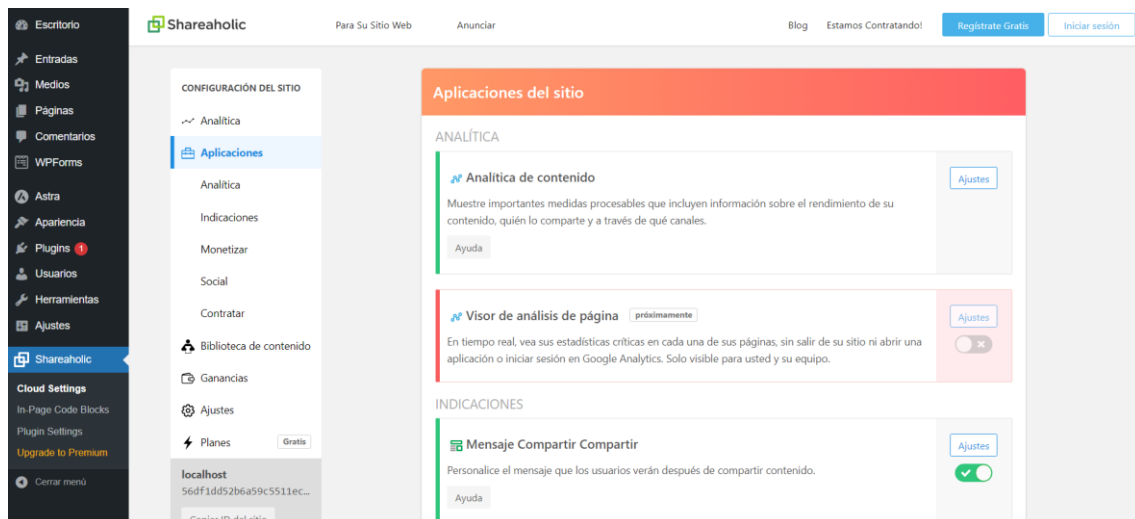 Escritorio
Entradas
Medios
Páginas
Comentarios
WPForms
Astra
Apariencia
Plugins 1
Usuarios
Herramientas
Ajustes
Shareaholic
Cloud Settings
In-Page Code Blocks
Plugin Settings
Upgrade to Premium
Cerrar menú
Shareaholic
Para Su Sitio Web
Anunciar
Blog
Estamos Contratando!
Regístrate Gratis
Iniciar sesión
CONFIGURACIÓN DEL SITIO
Analítica
Aplicaciones
Analítica
Indicaciones
Monetizar
Social
Contratar
Biblioteca de contenido
Ganancias
Ajustes
Planes Gratis
localhost
56df1dd52b6a59c5511ec...
Copiar ID del sitio
Aplicaciones del sitio
ANALÍTICA
Analítica de contenido
Ajustes
Muestre importantes medidas procesables que incluyen información sobre el rendimiento de su
contenido, quién lo comparte y a través de qué canales.
Ayuda
Visor de análisis de página próximamente
Ajustes
En tiempo real, vea sus estadísticas críticas en cada una de sus páginas, sin salir de su sitio ni abrir una
aplicación o iniciar sesión en Google Analytics. Solo visible para usted y su equipo.
INDICACIONES
Mensaje Compartir Compartir
Ajustes
Personalice el mensaje que los usuarios verán después de compartir contenido.
Ayuda